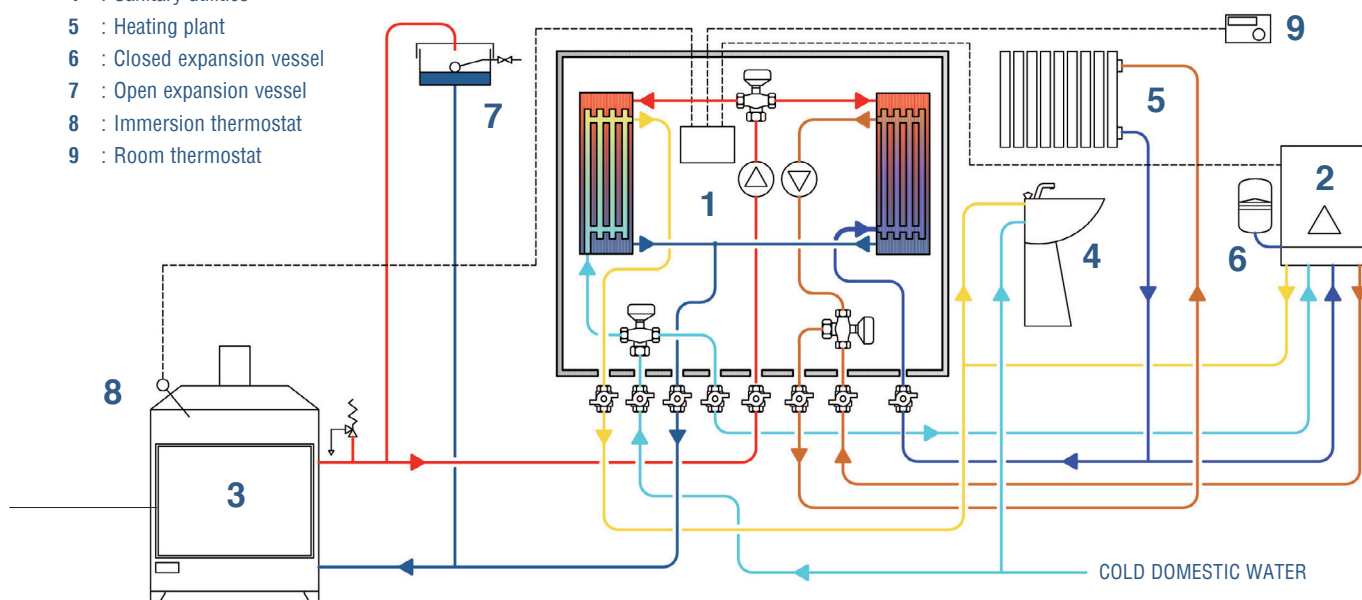 5 : Heating plant
6 : Closed expansion vessel
7 : Open expansion vessel
8 : Immersion thermostat
9 : Room thermostat
7
9
5
2
1
4
6
8
3
COLD DOMESTIC WATER